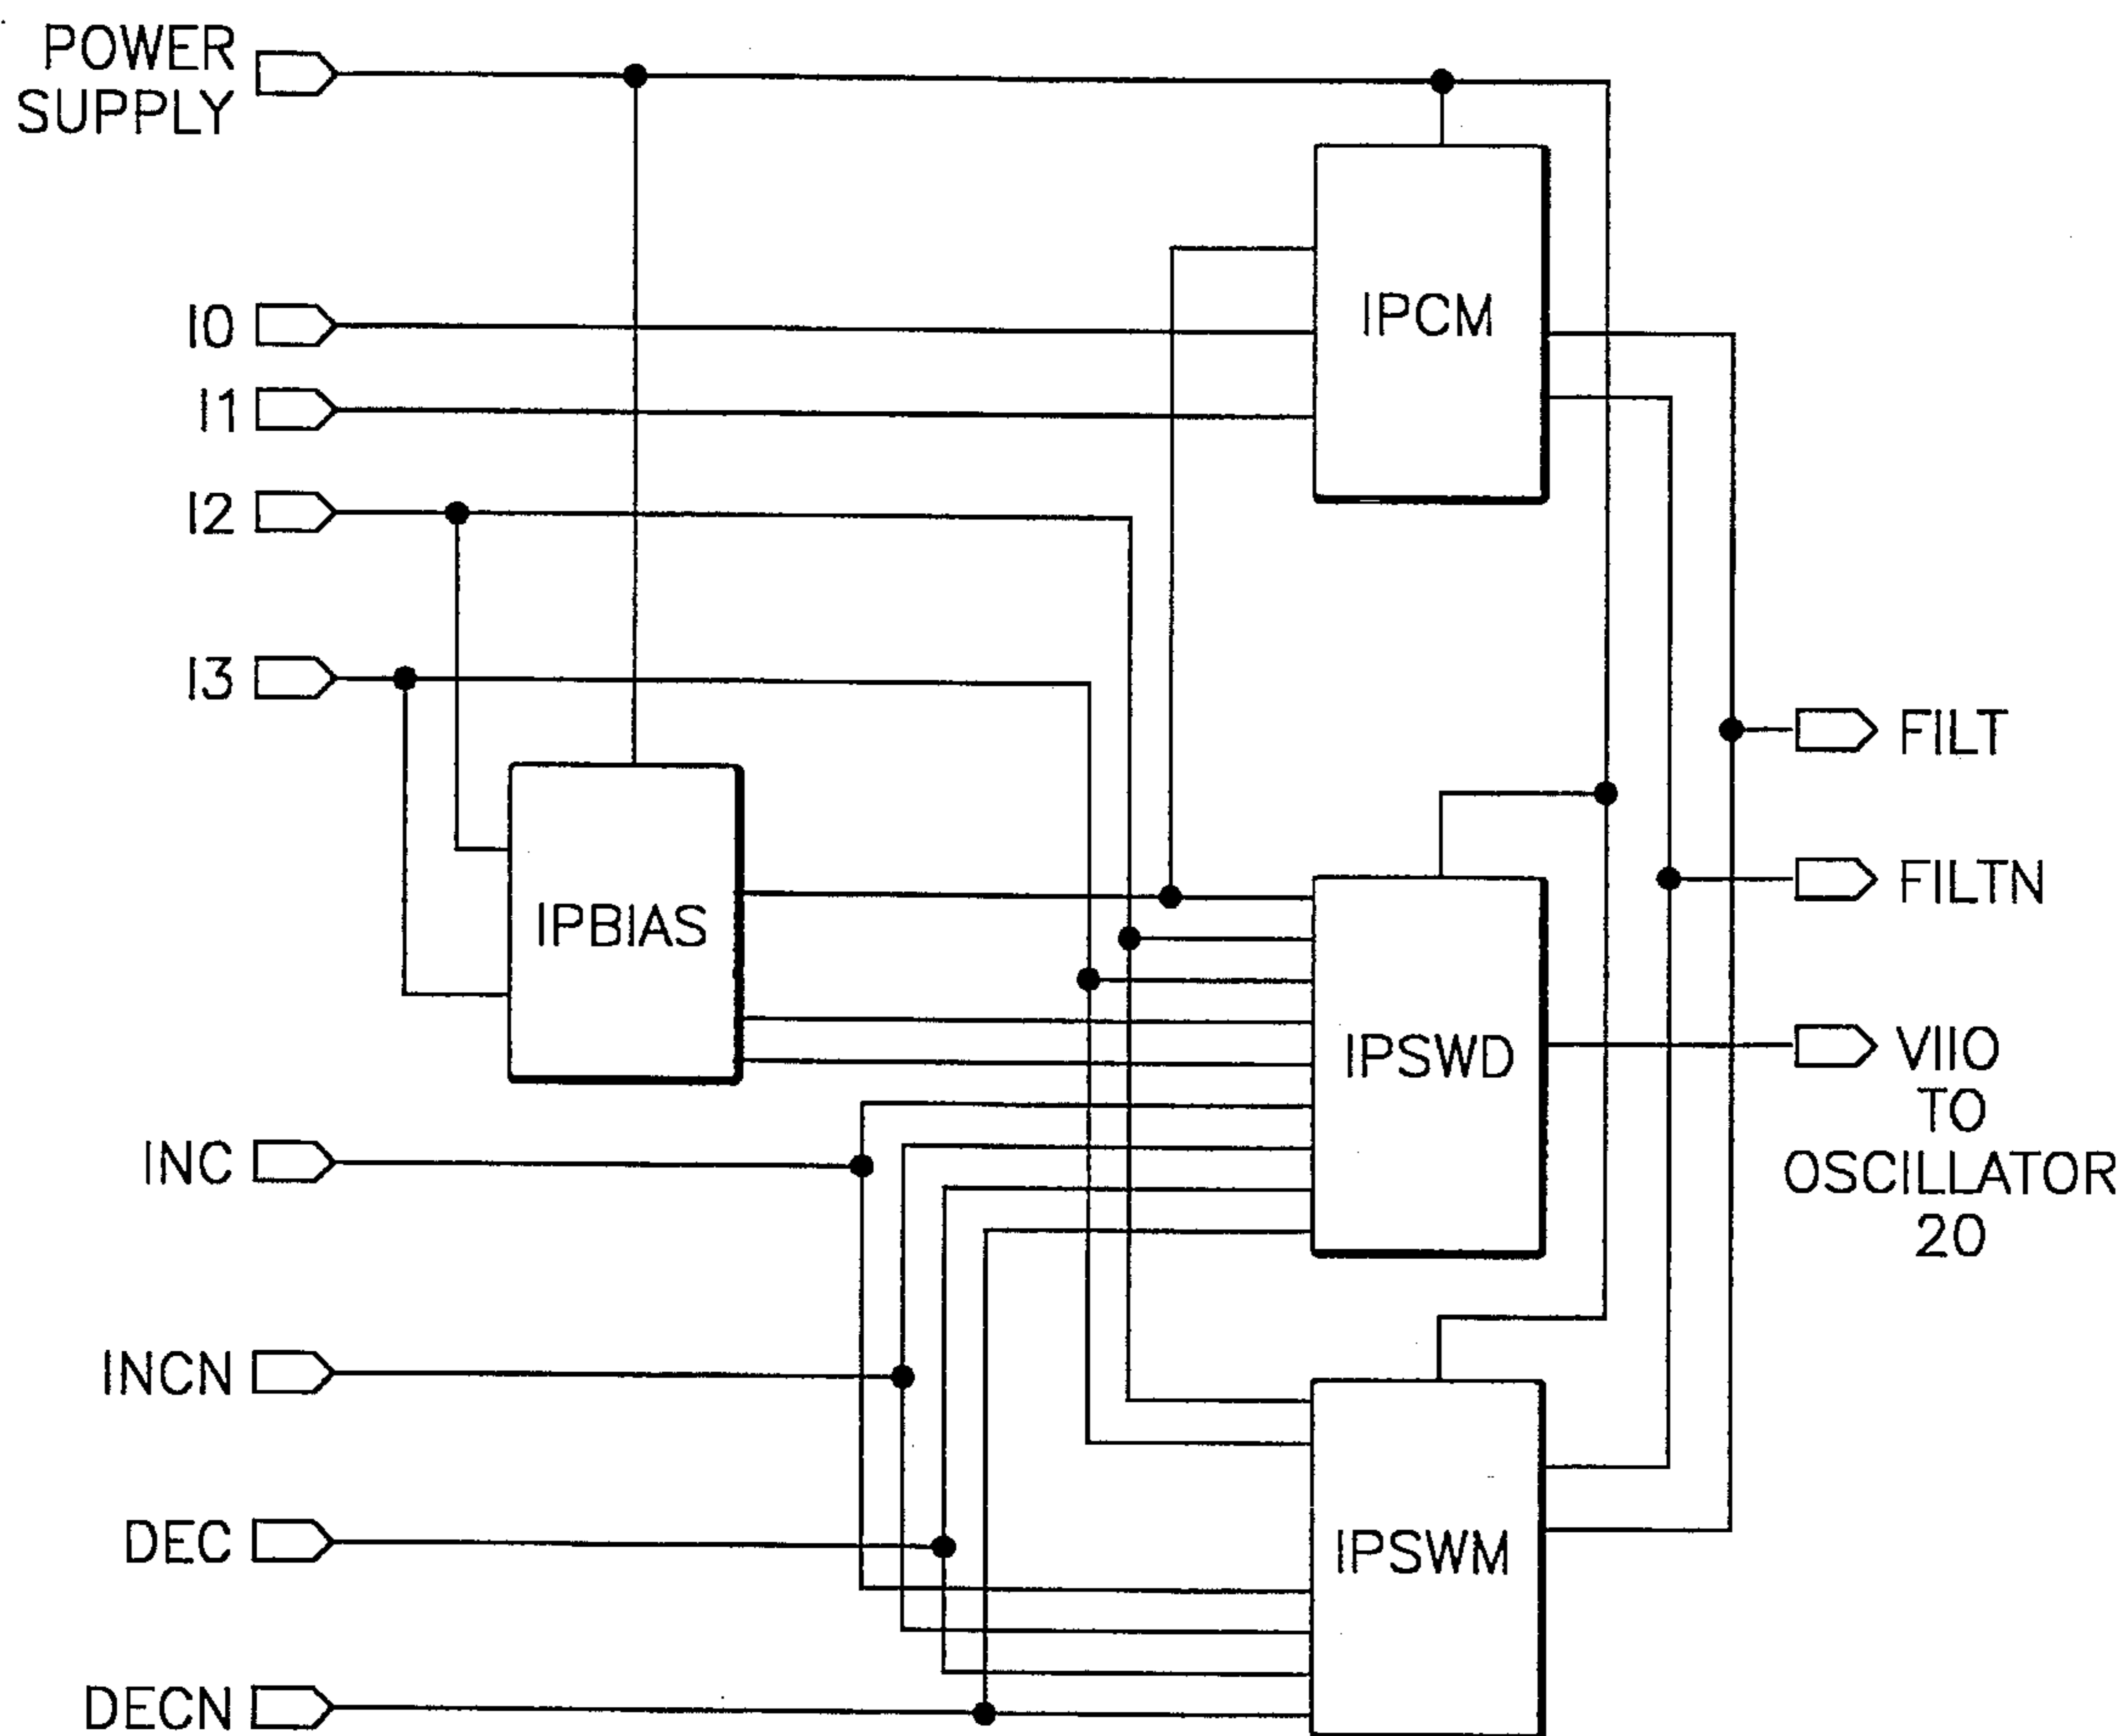 POWER
SUPPLY
I0
I1
I2
I3
INC
INCN
DEC
DECN
IPBIAS
IPCM
IPSWD
IPSWM
FILT
FILTN
VIIO
TO
OSCILLATOR
20